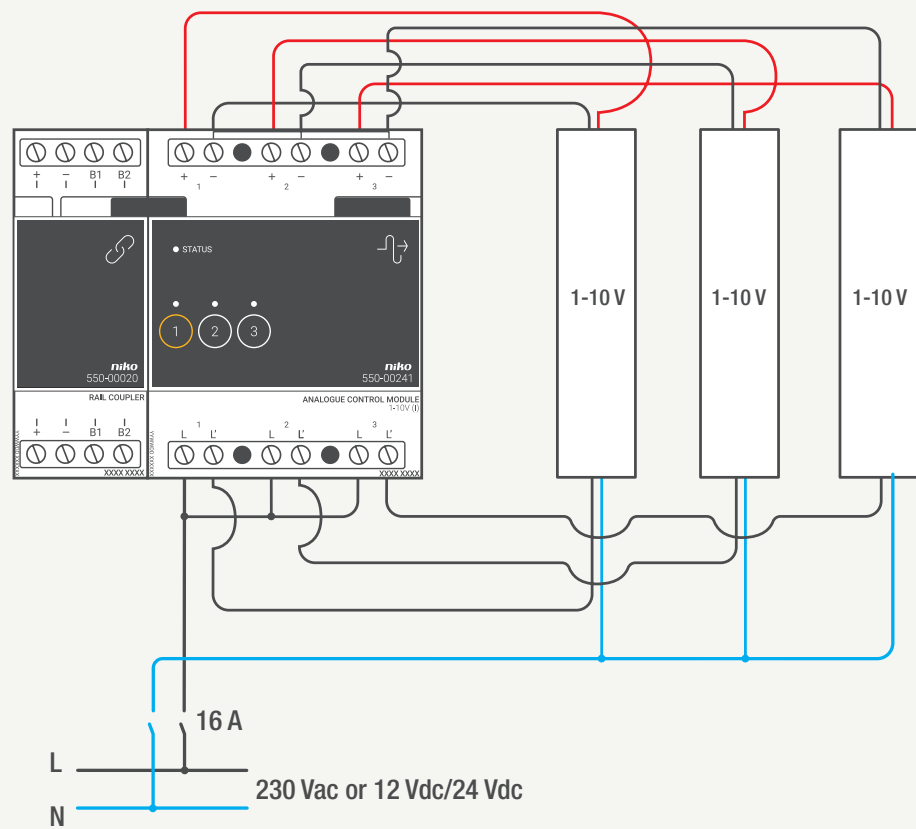 + − B1 B2
+ 1 − + 2 − + 3 −
STATUS
1 2 3
niko
550-00020
niko
550-00241
RAIL COUPLER
ANALOGUE CONTROL MODULE
1-10V (I)
+ − B1 B2
L 1 L' L 2 L' L 3 L'
XXXX XXXX
XXXX XXXX
1-10 V
1-10 V
1-10 V
16 A
L
230 Vac or 12 Vdc/24 Vdc
N